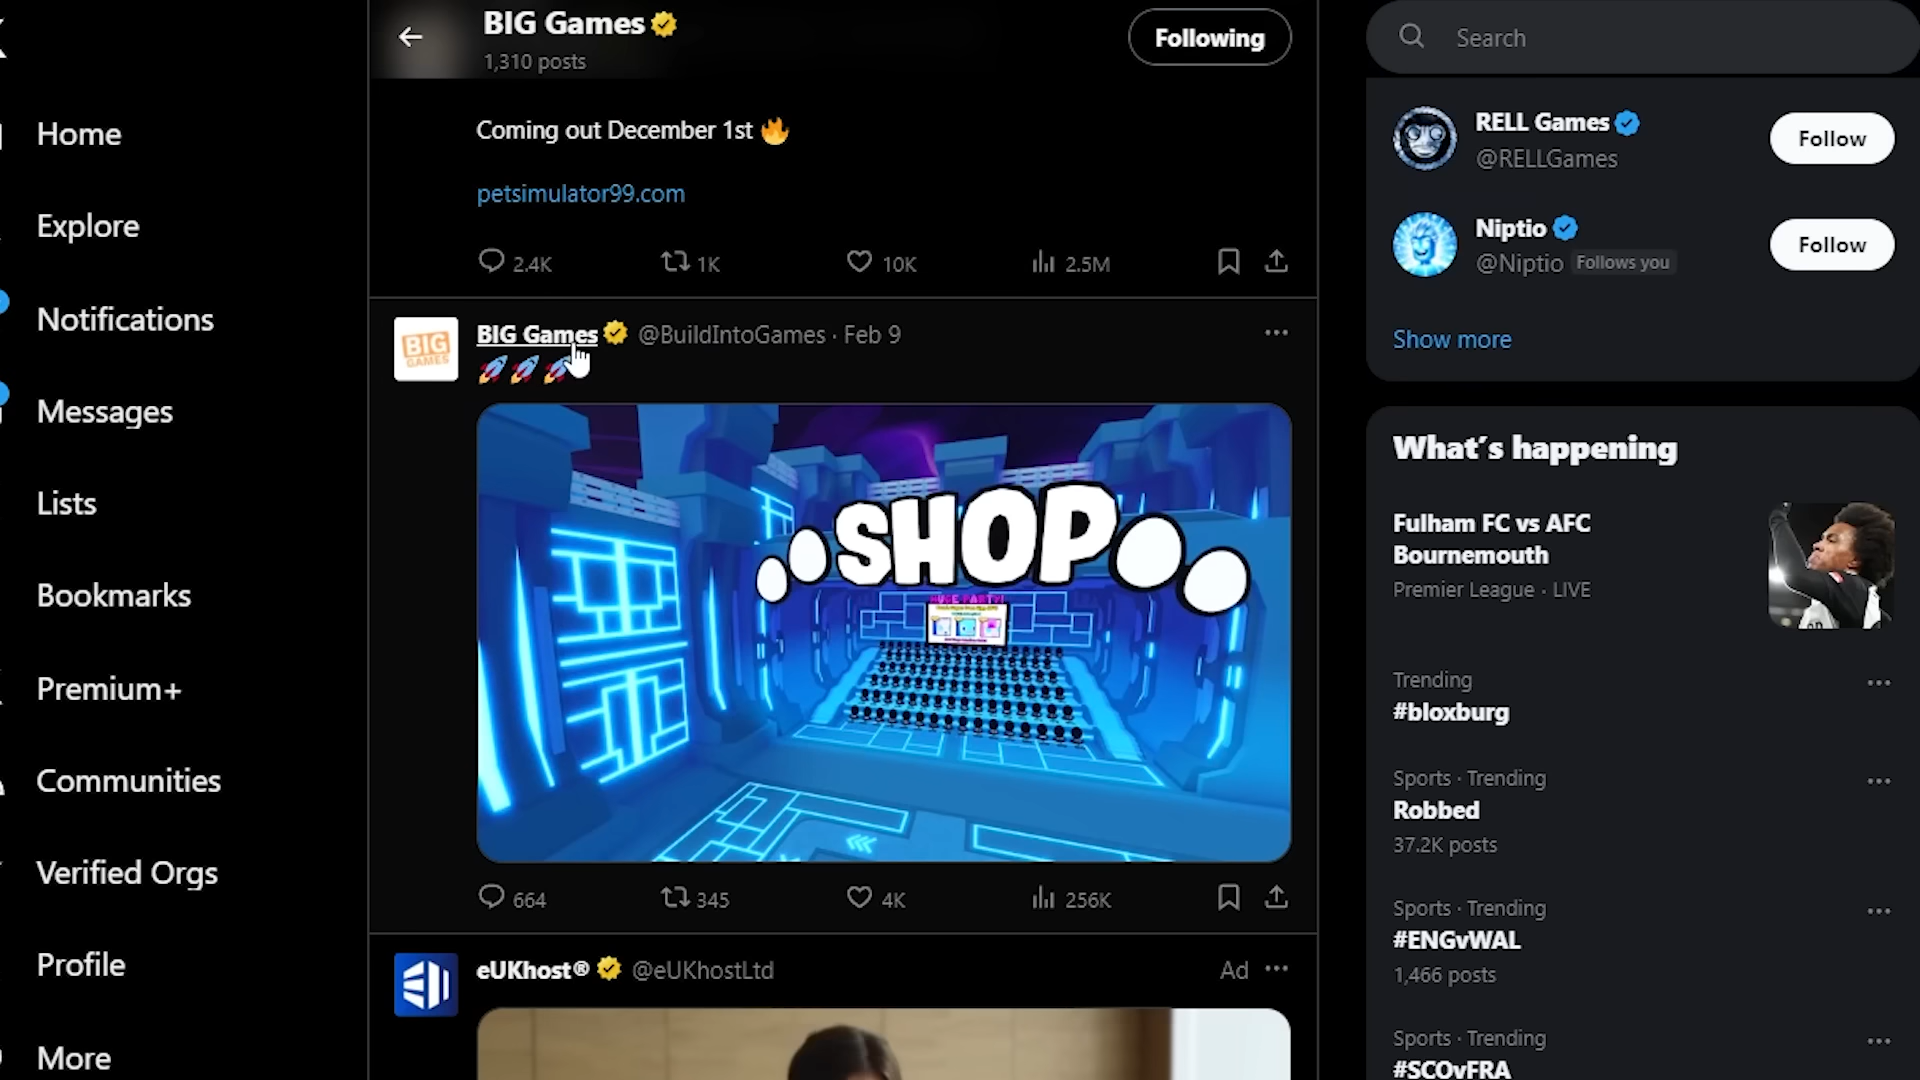 BIG Games
1,310 posts
Following
Search
Home
Explore
Notifications
Messages
Lists
Bookmarks
Premium+
Communities
Verified Orgs
Profile
More
Coming out December 1st 🔥
petsimulator99.com
2.4K 1K 10K 2.5M
BIG Games @BuildIntoGames · Feb 9
🚀🚀🚀
BIG
GAMES
SHOP
HUGE PARTY!
664 345 4K 256K
eUKhost® @eUKhostLtd Ad
RELL Games
@RELLGames
Follow
Niptio
@Niptio Follows you
Follow
Show more
What's happening
Fulham FC vs AFC
Bournemouth
Premier League · LIVE
Trending
#bloxburg
Sports · Trending
Robbed
37.2K posts
Sports · Trending
#ENGvWAL
1,466 posts
Sports · Trending
#SCOvFRA